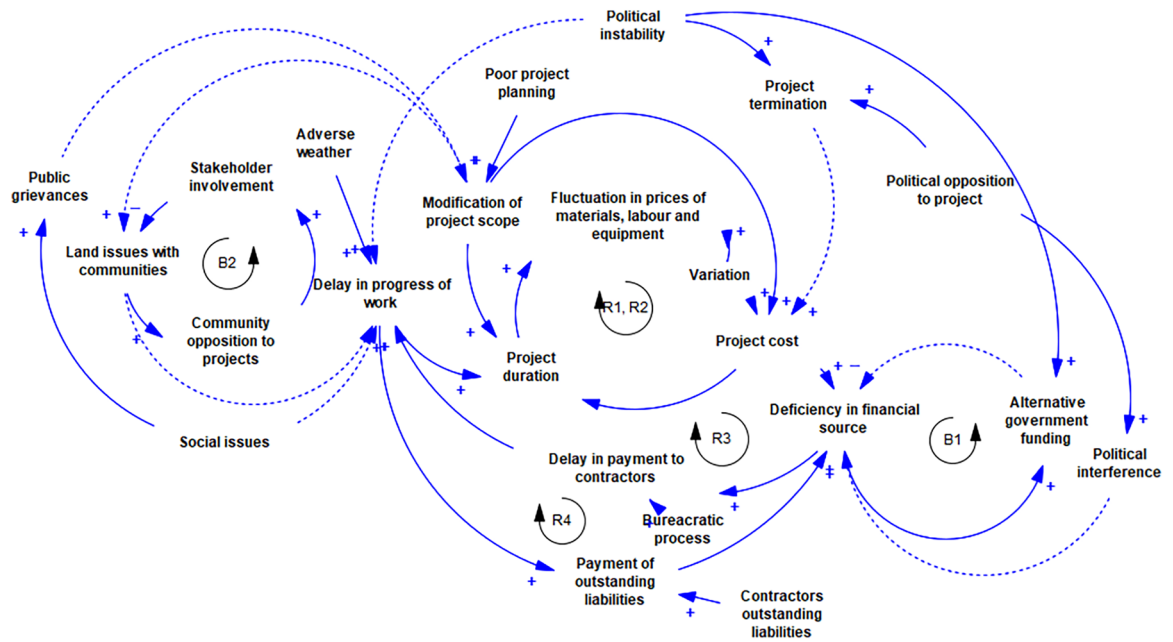 Political
instability
Poor project
planning
Project
termination
Adverse
weather
Public
grievances
Stakeholder
involvement
Modification of
project scope
Fluctuation in prices of
materials, labour and
equipment
Political opposition
to project
Land issues with
communities
B2
Delay in progress of
work
Variation
R1, R2
Community
opposition to
projects
Project
duration
Project cost
Social issues
Deficiency in financial
source
Alternative
government
funding
B1
R3
Political
interference
Delay in payment to
contractors
R4
Bureacratic
process
Payment of
outstanding
liabilities
Contractors
outstanding
liabilities